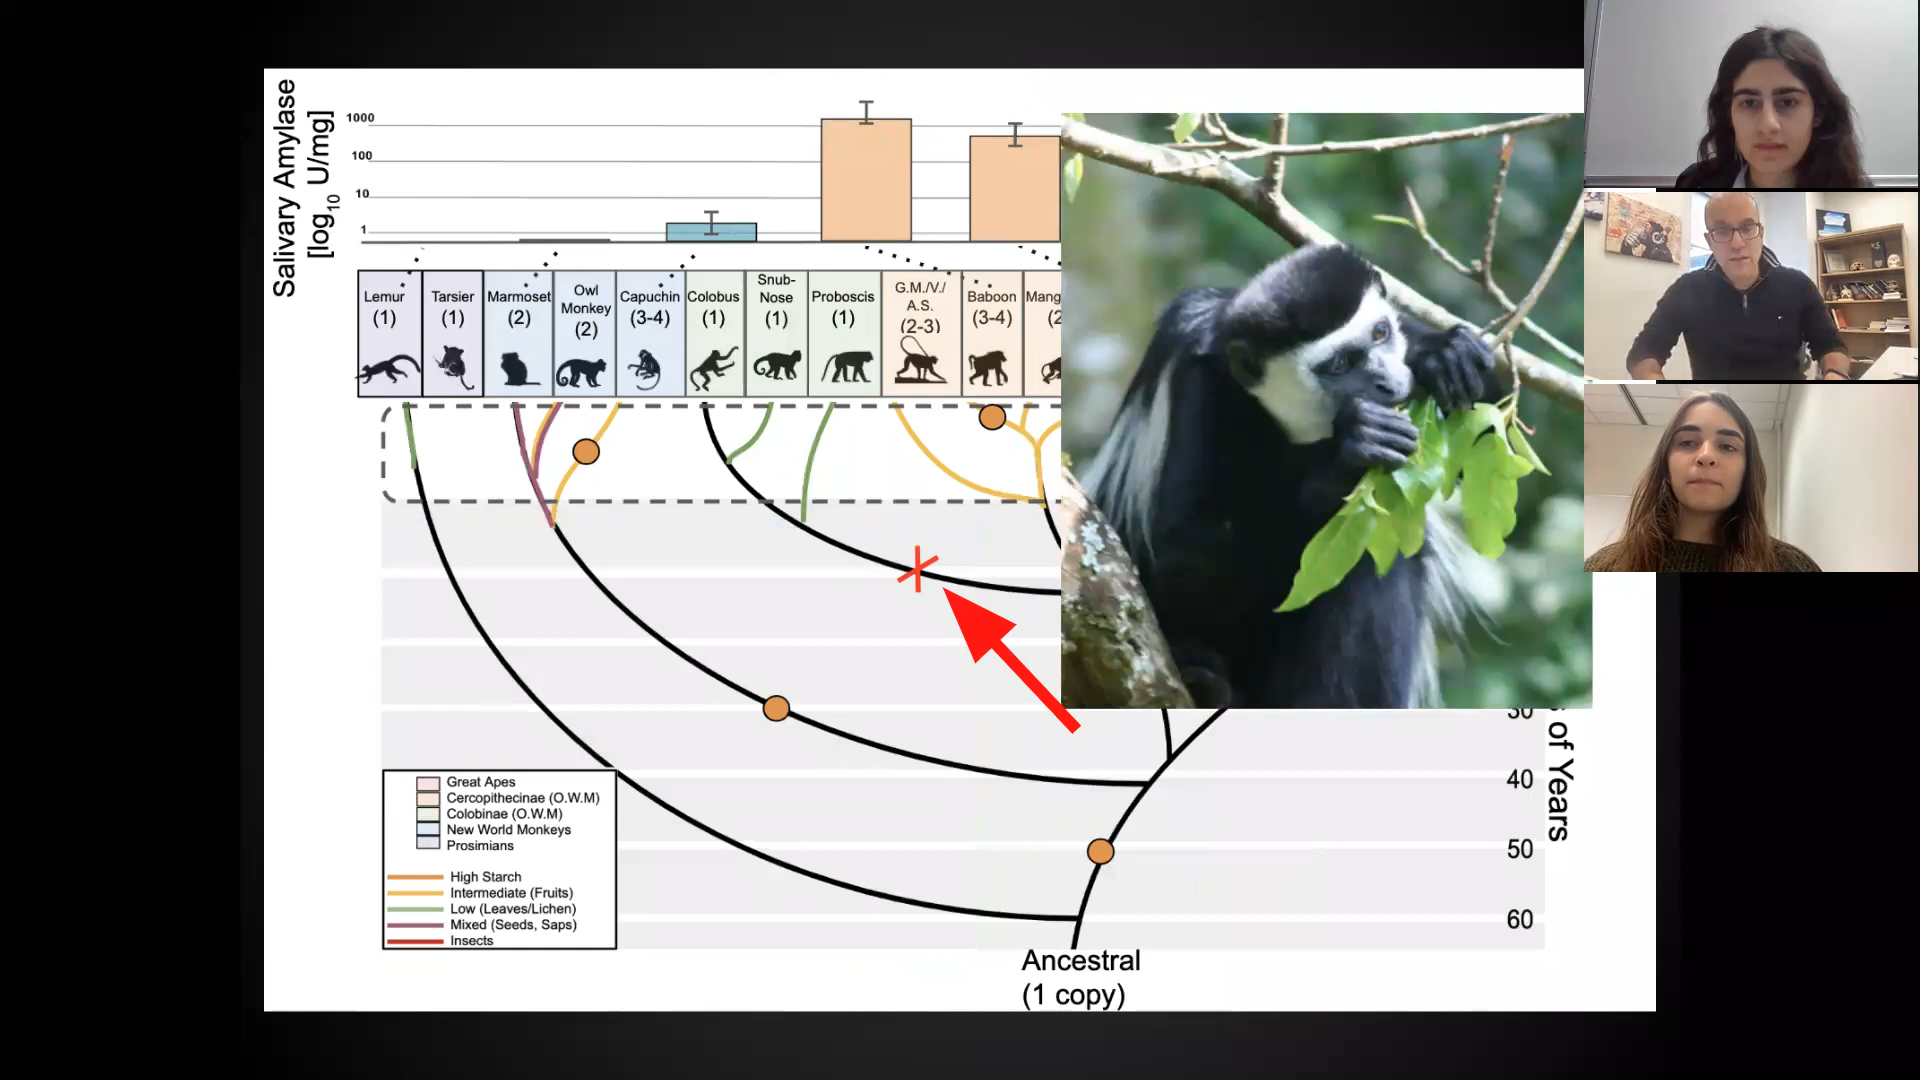 Salivary Amylase
[log10 U/mg]
1000
100
10
1
Lemur
(1)
Tarsier
(1)
Marmoset
(2)
Owl
Monkey
(2)
Capuchin
(3-4)
Colobus
(1)
Snub-
Nose
(1)
Proboscis
(1)
G.M./V./
A.S.
(2-3)
Baboon
(3-4)
Mang
(2
30
40
50
60
of Years
Great Apes
Cercopithecinae (O.W.M)
Colobinae (O.W.M)
New World Monkeys
Prosimians
High Starch
Intermediate (Fruits)
Low (Leaves/Lichen)
Mixed (Seeds, Saps)
Insects
Ancestral
(1 copy)